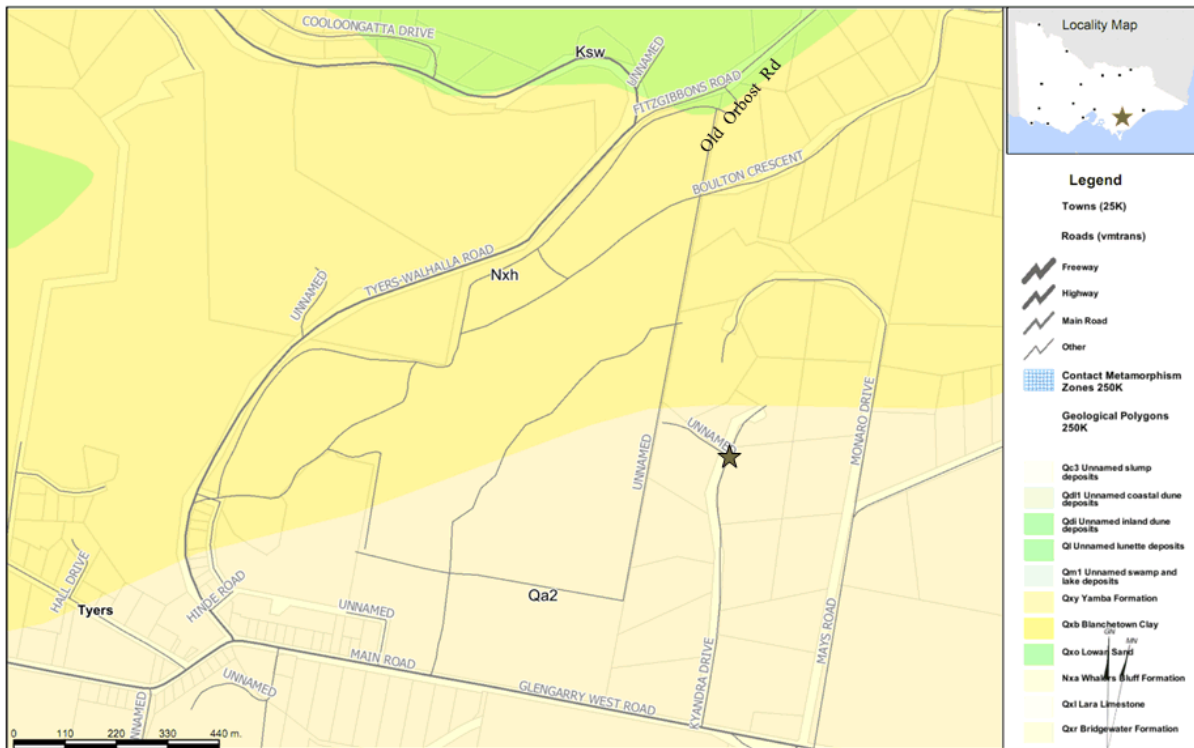 COOLOONGATTA DRIVE
Ksw
UNNAMED
FITZGIBBONS ROAD
Old Orbost Rd
BOULTON CRESCENT
TYERS-WALHALLA ROAD
Nxh
UNNAMED
UNNAMED
UNNAMED
MONARO DRIVE
HALL DRIVE
Tyers
HINDE ROAD
UNNAMED
Qa2
MAIN ROAD
UNNAMED
UNNAMED
GLENGARRY WEST ROAD
KYANDRA DRIVE
MAYS ROAD
0 110 220 330 440 m.
Locality Map
Legend
Towns (25K)
Roads (vmtrans)
Freeway
Highway
Main Road
Other
Contact Metamorphism
Zones 250K
Geological Polygons
250K
Qc3 Unnamed slump
deposits
Qdl1 Unnamed coastal dune
deposits
Qdi Unnamed inland dune
deposits
Ql Unnamed lunette deposits
Qm1 Unnamed swamp and
lake deposits
Qxy Yamba Formation
Qxb Blanchetown Clay
GN
MN
Qxo Lowan Sand
Nxa Whalers Bluff Formation
Qxl Lara Limestone
Qxr Bridgewater Formation